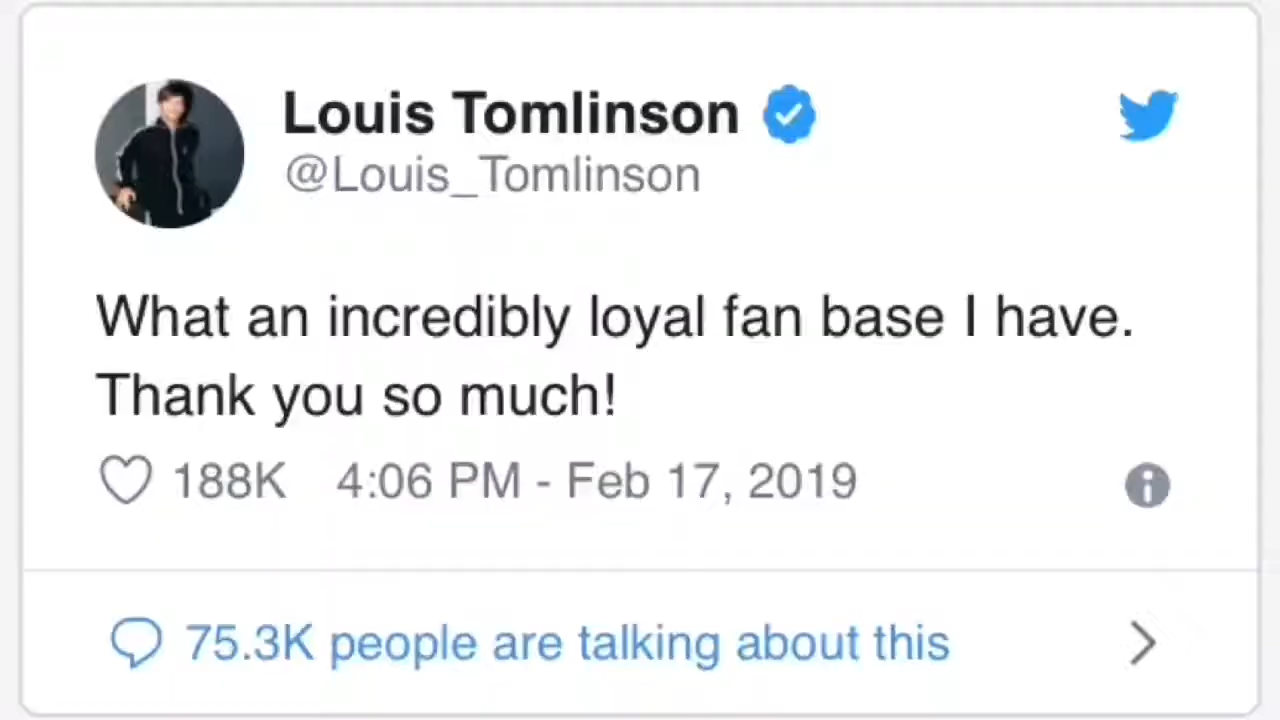 Louis Tomlinson
@Louis_Tomlinson
What an incredibly loyal fan base I have.
Thank you so much!
188K 4:06 PM - Feb 17, 2019
75.3K people are talking about this